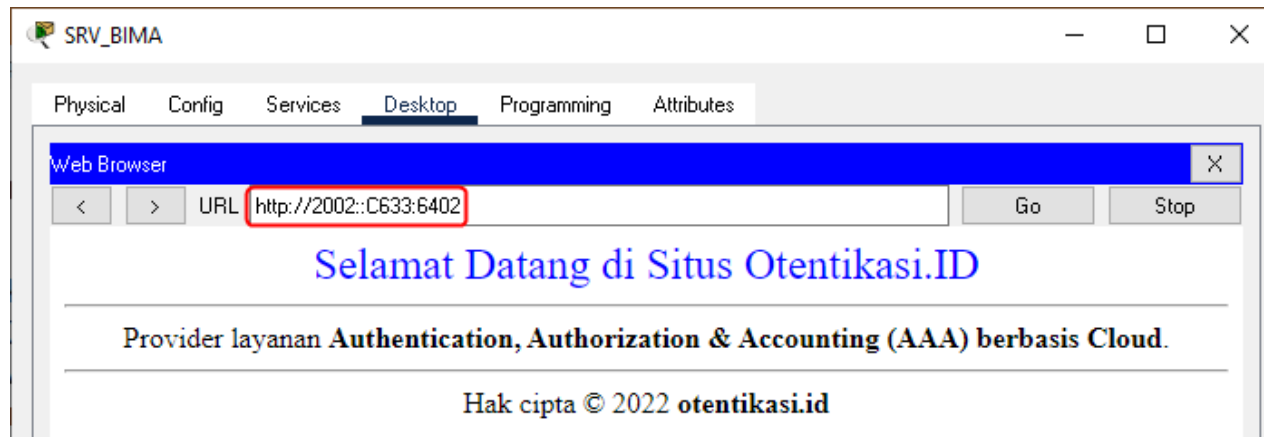 SRV_BIMA
Physical Config Services Desktop Programming Attributes
Web Browser X
< > URL http://2002::C633:6402 Go Stop
Selamat Datang di Situs Otentikasi.ID
Provider layanan Authentication, Authorization & Accounting (AAA) berbasis Cloud.
Hak cipta © 2022 otentikasi.id